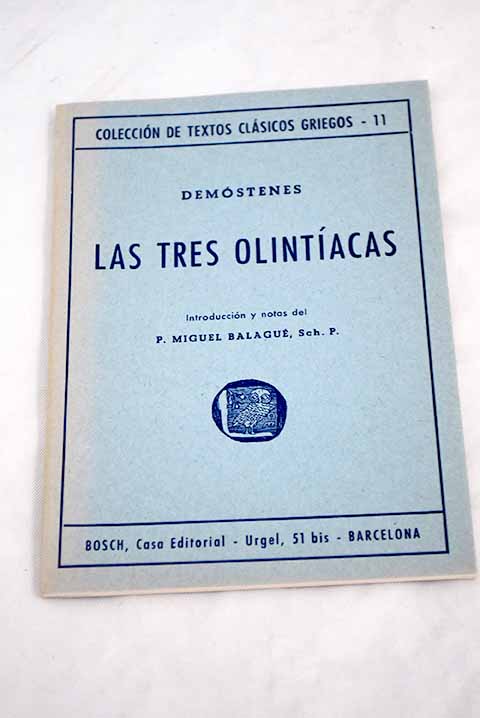 COLECCIÓN DE TEXTOS CLÁSICOS GRIEGOS - 11
DEMÓSTENES
LAS TRES OLINTÍACAS
Introducción y notas del
P. MIGUEL BALAGUÉ, Sch. P.
BOSCH, Casa Editorial - Urgel, 51 bis - BARCELONA